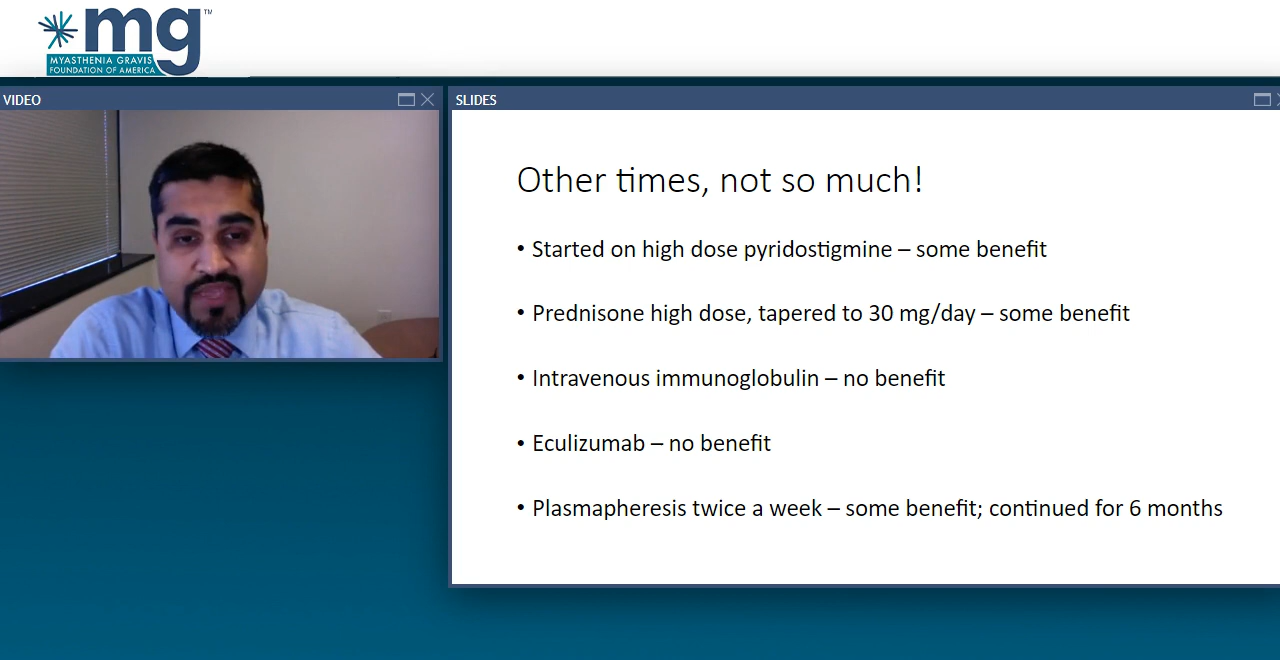 mg™
MYASTHENIA GRAVIS
FOUNDATION OF AMERICA
VIDEO
SLIDES
Other times, not so much!
• Started on high dose pyridostigmine – some benefit
• Prednisone high dose, tapered to 30 mg/day – some benefit
• Intravenous immunoglobulin – no benefit
• Eculizumab – no benefit
• Plasmapheresis twice a week – some benefit; continued for 6 months